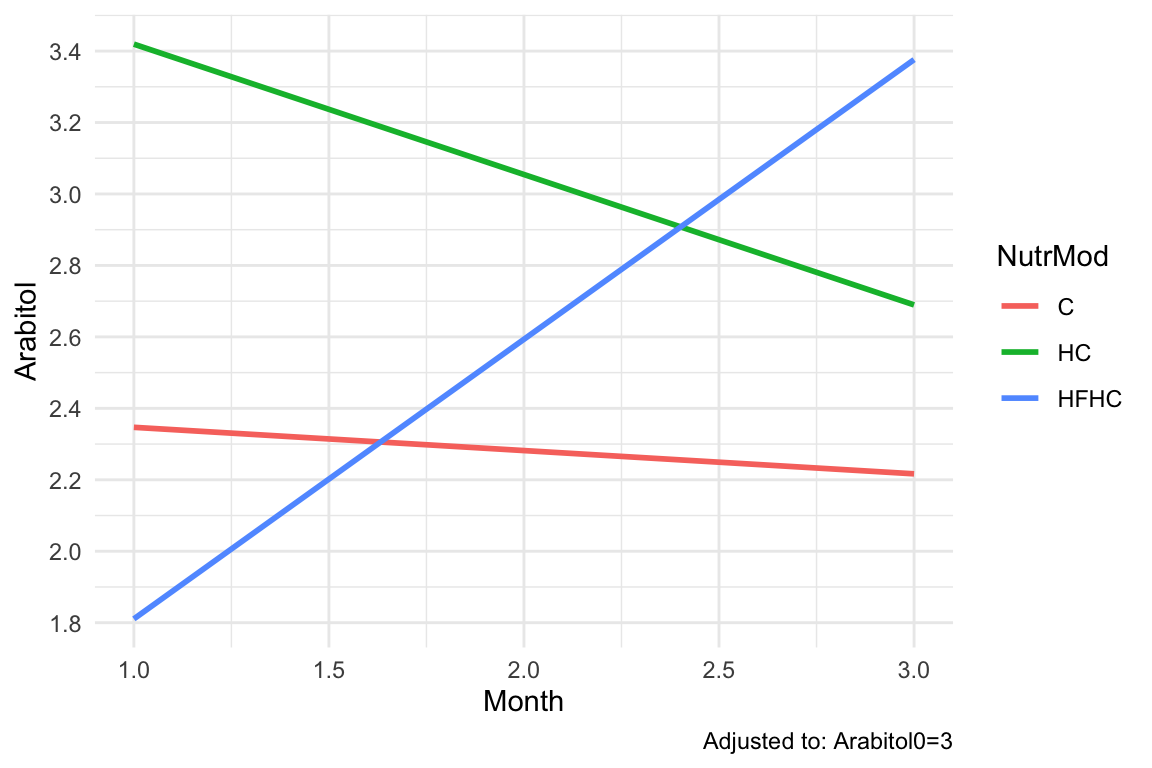 Arabitol
3.4
3.2
3.0
2.8
2.6
2.4
2.2
2.0
1.8
1.0 1.5 2.0 2.5 3.0
Month
NutrMod
C
HC
HFHC
Adjusted to: Arabitol0=3